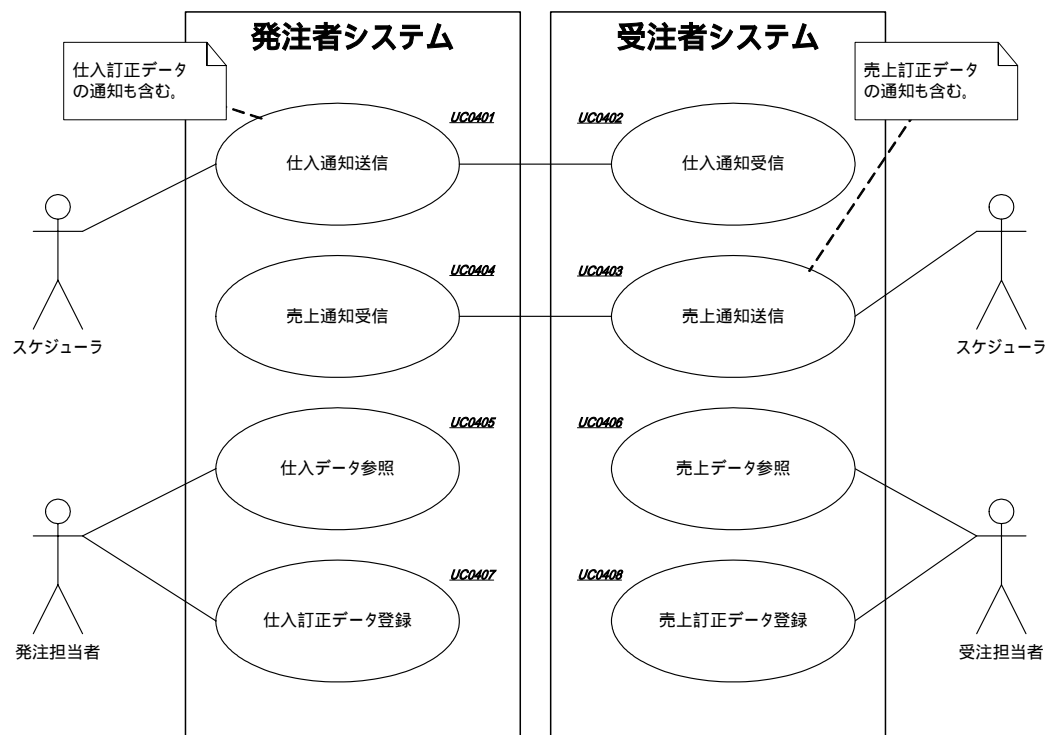 発注者システム
受注者システム
仕入訂正データ
の通知も含む。
売上訂正データ
の通知も含む。
UC0401
UC0402
仕入通知送信
仕入通知受信
UC0404
UC0403
売上通知受信
売上通知送信
スケジューラ
スケジューラ
UC0405
UC0406
仕入データ参照
売上データ参照
UC0407
UC0408
仕入訂正データ登録
売上訂正データ登録
発注担当者
受注担当者